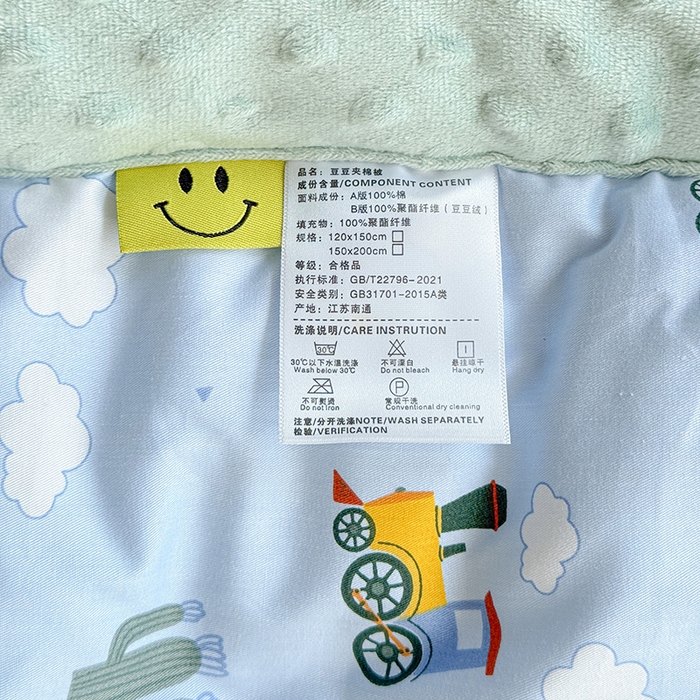 品名：豆豆夹棉被
成份含量/COMPONENT CONTENT
面料成份：A版100%棉
B版100%聚酯纤维（豆豆绒）
填充物：100%聚酯纤维
规格：120x150cm
150x200cm
等级：合格品
执行标准：GB/T22796-2021
安全类别：GB31701-2015A类
产地：江苏南通
洗涤说明/CARE INSTRUTION
30℃以下水温洗涤 不可漂白 悬挂晾干
Wash below 30℃ Do not bleach Hang dry
不可熨烫 常规干洗
Do not Iron Conventional dry cleaning
注意/分开洗涤NOTE/WASH SEPARATELY
检验/VERIFICATION